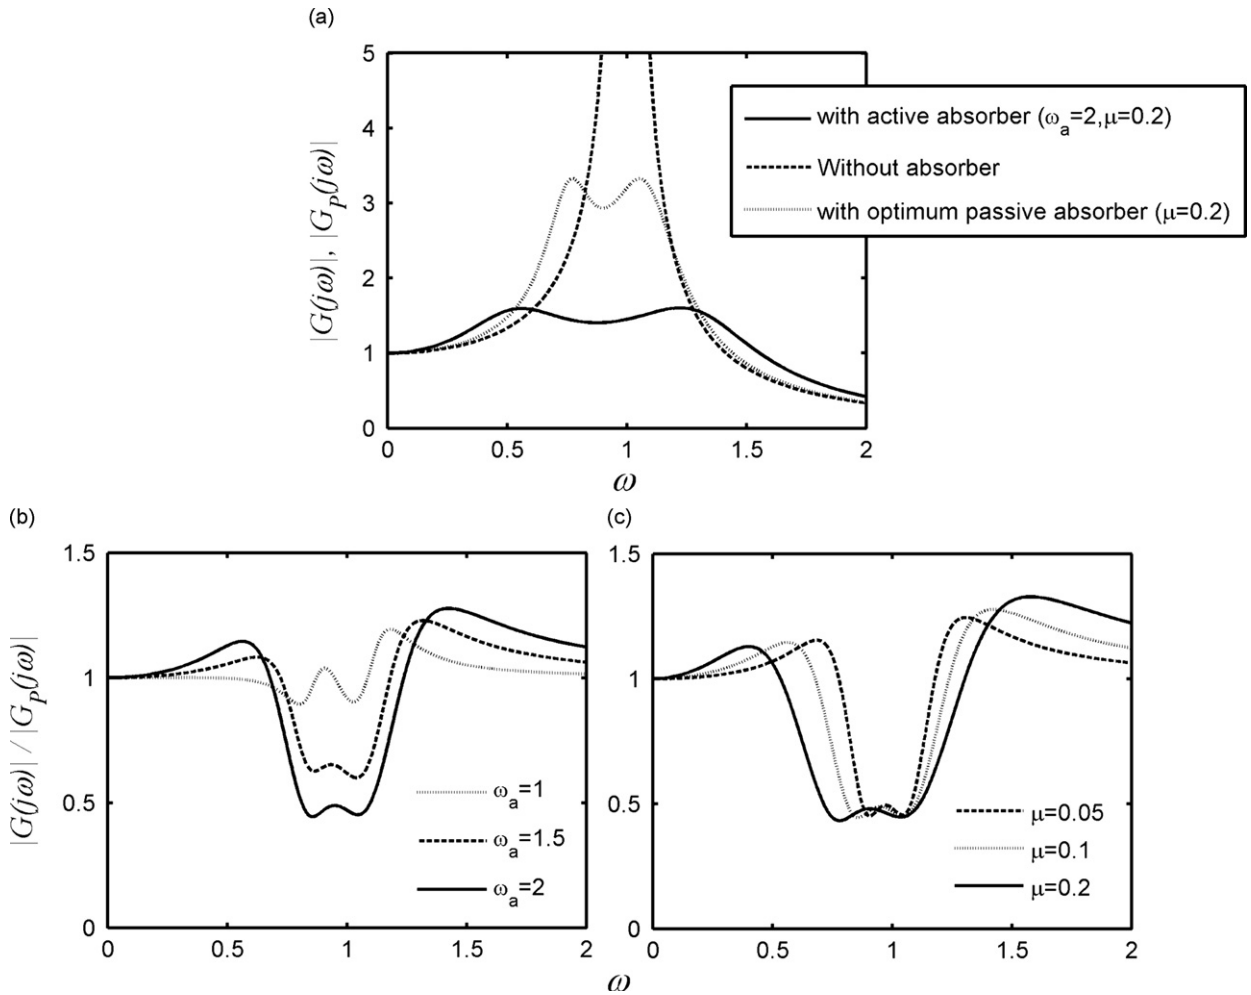 (a)
5
4
3
2
1
0
0
0.5
1
1.5
2
|G(jω)|, |G_P(jω)|
ω
with active absorber (ω_a=2,μ=0.2)
Without absorber
with optimum passive absorber (μ=0.2)
(b)
1.5
1
0.5
0
0
0.5
1
1.5
2
|G(jω)| / |G_P(jω)|
ω_a=1
ω_a=1.5
ω_a=2
(c)
1.5
1
0.5
0
0
0.5
1
1.5
2
μ=0.05
μ=0.1
μ=0.2
ω